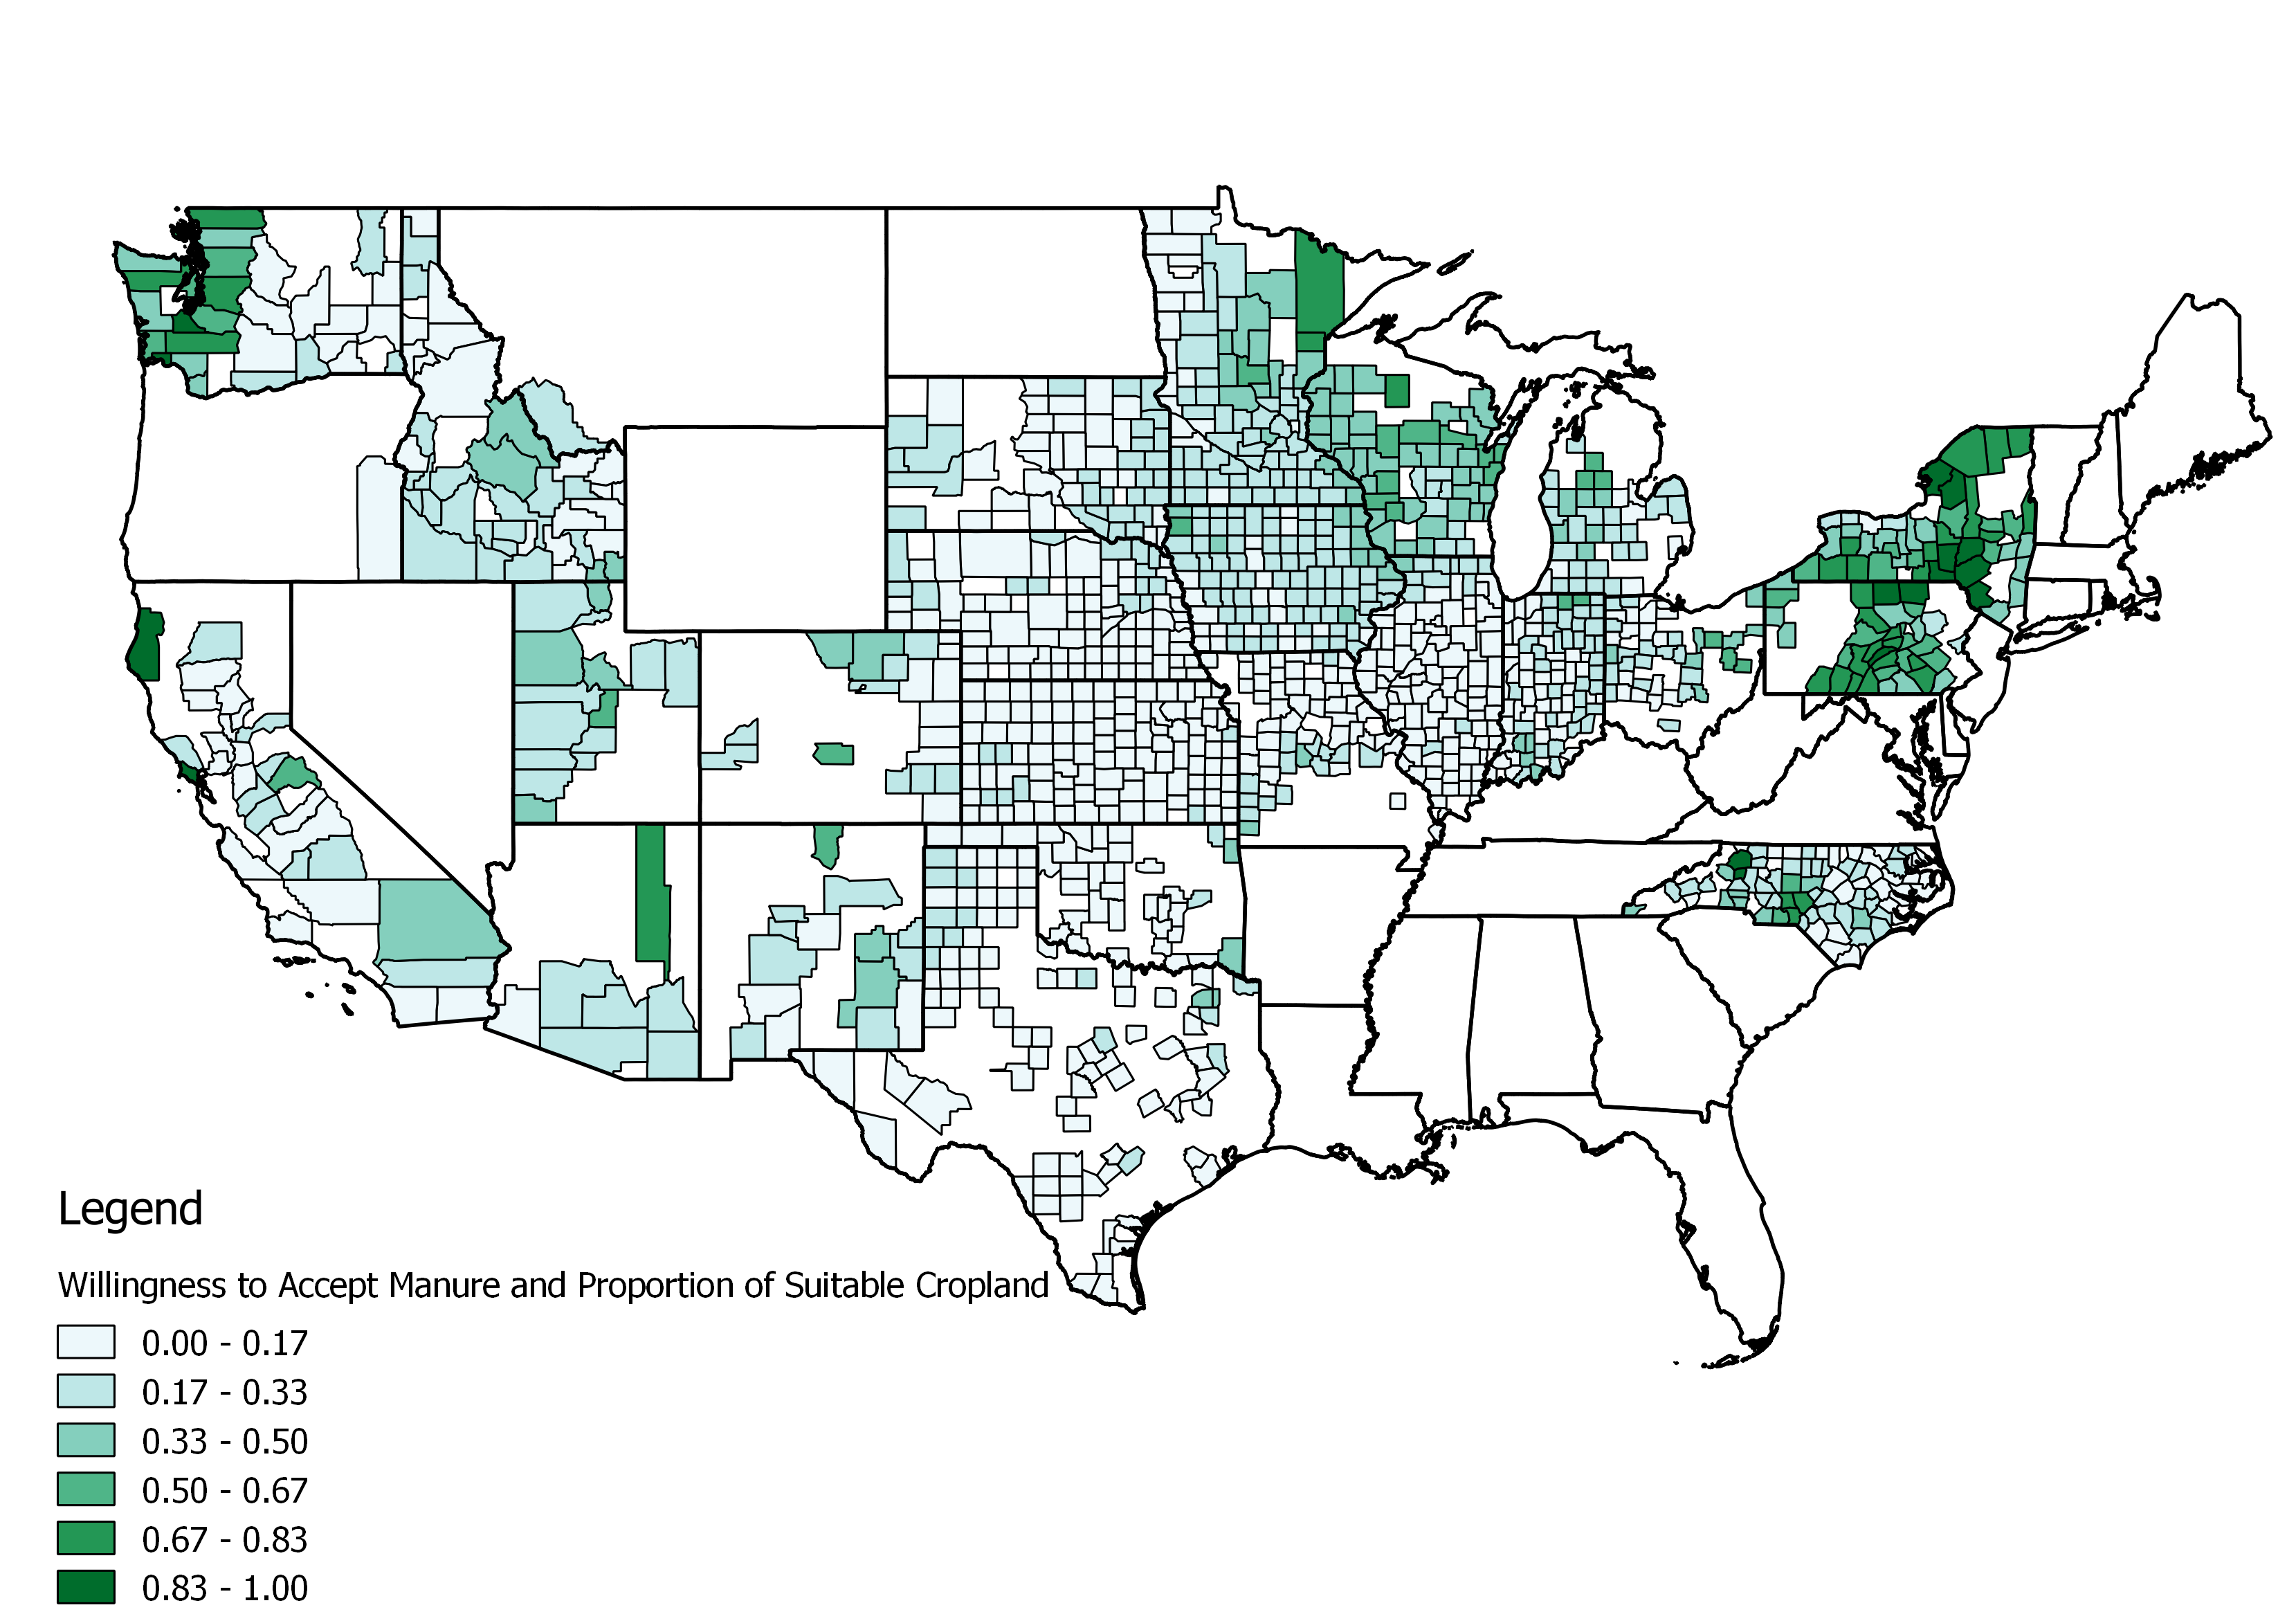 Legend
Willingness to Accept Manure and Proportion of Suitable Cropland
0.00 - 0.17
0.17 - 0.33
0.33 - 0.50
0.50 - 0.67
0.67 - 0.83
0.83 - 1.00